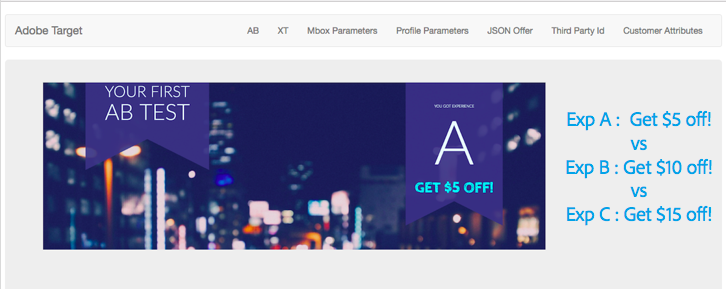 Adobe Target
AB
XT
Mbox Parameters
Profile Parameters
JSON Offer
Third Party Id
Customer Attributes
YOUR FIRST
AB TEST
YOU GOT EXPERIENCE
A
GET $5 OFF!
Exp A :  Get $5 off!
vs
Exp B : Get $10 off!
vs
Exp C : Get $15 off!